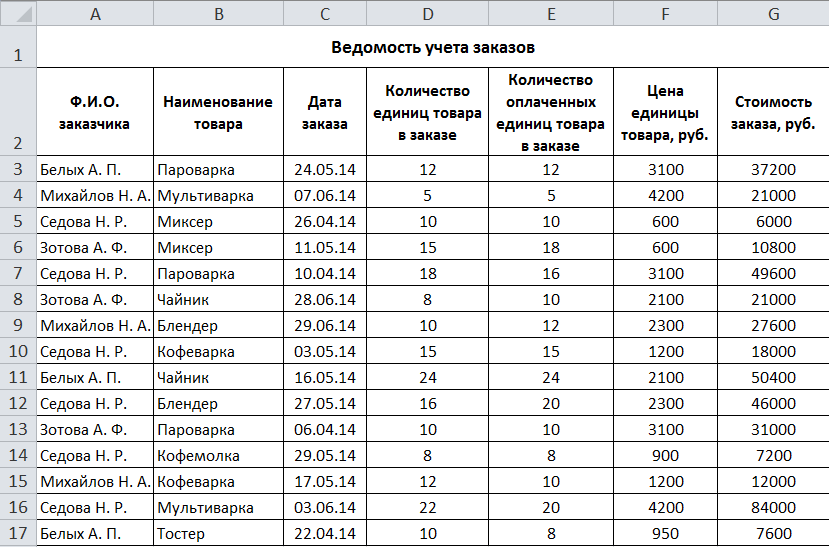 A B C D E F G
1 Ведомость учета заказов
2 Ф.И.О. заказчика Наименование товара Дата заказа Количество единиц товара в заказе Количество оплаченных единиц товара в заказе Цена единицы товара, руб. Стоимость заказа, руб.
3 Белых А. П. Пароварка 24.05.14 12 12 3100 37200
4 Михайлов Н. А. Мультиварка 07.06.14 5 5 4200 21000
5 Седова Н. Р. Миксер 26.04.14 10 10 600 6000
6 Зотова А. Ф. Миксер 11.05.14 15 18 600 10800
7 Седова Н. Р. Пароварка 10.04.14 18 16 3100 49600
8 Зотова А. Ф. Чайник 28.06.14 8 10 2100 21000
9 Михайлов Н. А. Блендер 29.06.14 10 12 2300 27600
10 Седова Н. Р. Кофеварка 03.05.14 15 15 1200 18000
11 Белых А. П. Чайник 16.05.14 24 24 2100 50400
12 Седова Н. Р. Блендер 27.05.14 16 20 2300 46000
13 Зотова А. Ф. Пароварка 06.04.14 10 10 3100 31000
14 Седова Н. Р. Кофемолка 29.05.14 8 8 900 7200
15 Михайлов Н. А. Кофеварка 17.05.14 12 10 1200 12000
16 Седова Н. Р. Мультиварка 03.06.14 22 20 4200 84000
17 Белых А. П. Тостер 22.04.14 10 8 950 7600